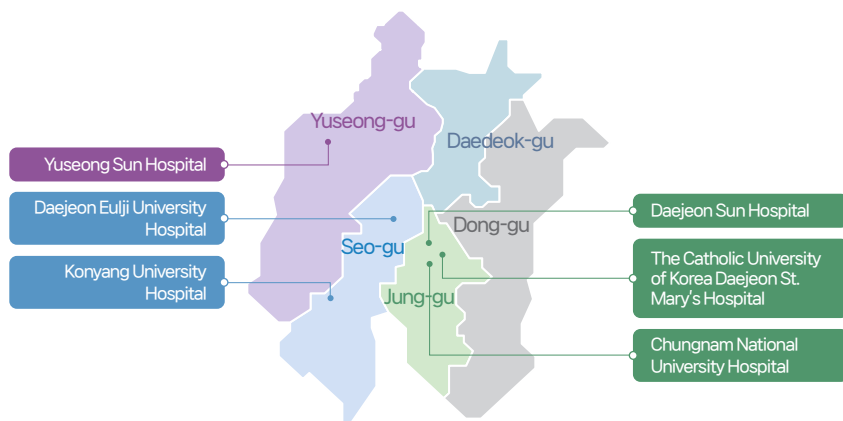 Yuseong-gu
Daedeok-gu
Yuseong Sun Hospital
Daejeon Eulji University
Hospital
Konyang University
Hospital
Seo-gu
Dong-gu
Jung-gu
Daejeon Sun Hospital
The Catholic University
of Korea Daejeon St.
Mary's Hospital
Chungnam National
University Hospital